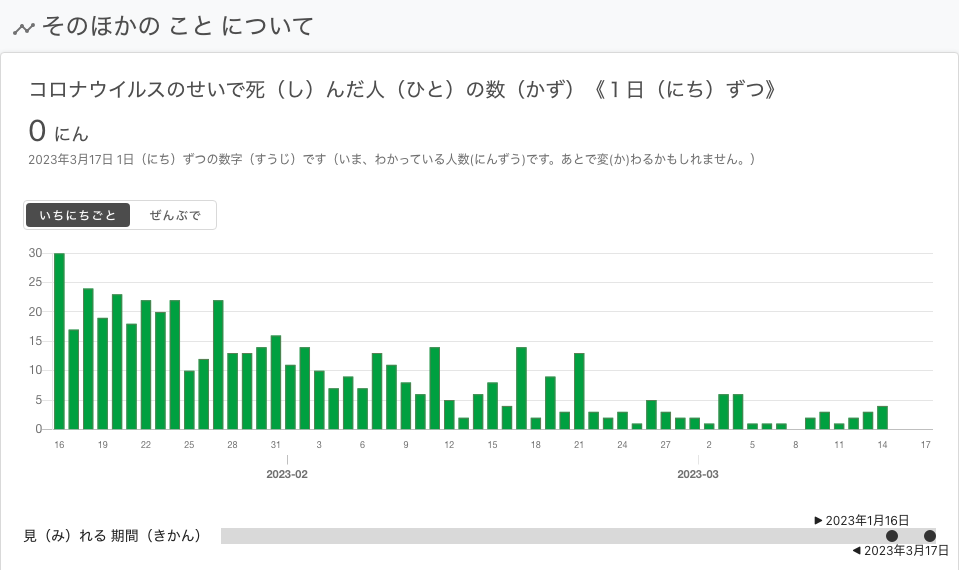 そのほかの こと について
コロナウイルスのせいで死（し）んだ人（ひと）の数（かず）《１日（にち）ずつ》
0 にん
2023年3月17日 1日（にち）ずつの数字（すうじ）です（いま、わかっている人数(にんずう)です。あとで変(か)わるかもしれません。）
いちにちごと ぜんぶで
30
25
20
15
10
5
0
16 19 22 25 28 31 3 6 9 12 15 18 21 24 27 2 5 8 11 14 17
2023-02 2023-03
▶ 2023年1月16日
見（み）れる 期間（きかん）
◀ 2023年3月17日